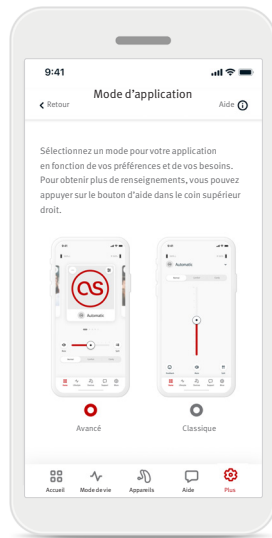 9:41
Mode d'application
Retour
Aide
Sélectionnez un mode pour votre application
en fonction de vos préférences et de vos besoins.
Pour obtenir plus de renseignements, vous pouvez
appuyer sur le bouton d'aide dans le coin supérieur
droit.
Automatic
Automatic
Avancé
Classique
Accueil
Mode de vie
Appareils
Aide
Plus